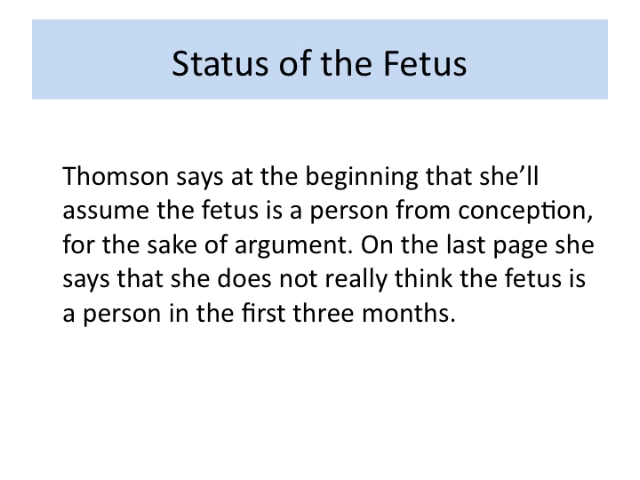 Status of the Fetus
Thomson says at the beginning that she’ll
assume the fetus is a person from conception,
for the sake of argument. On the last page she
says that she does not really think the fetus is
a person in the first three months.